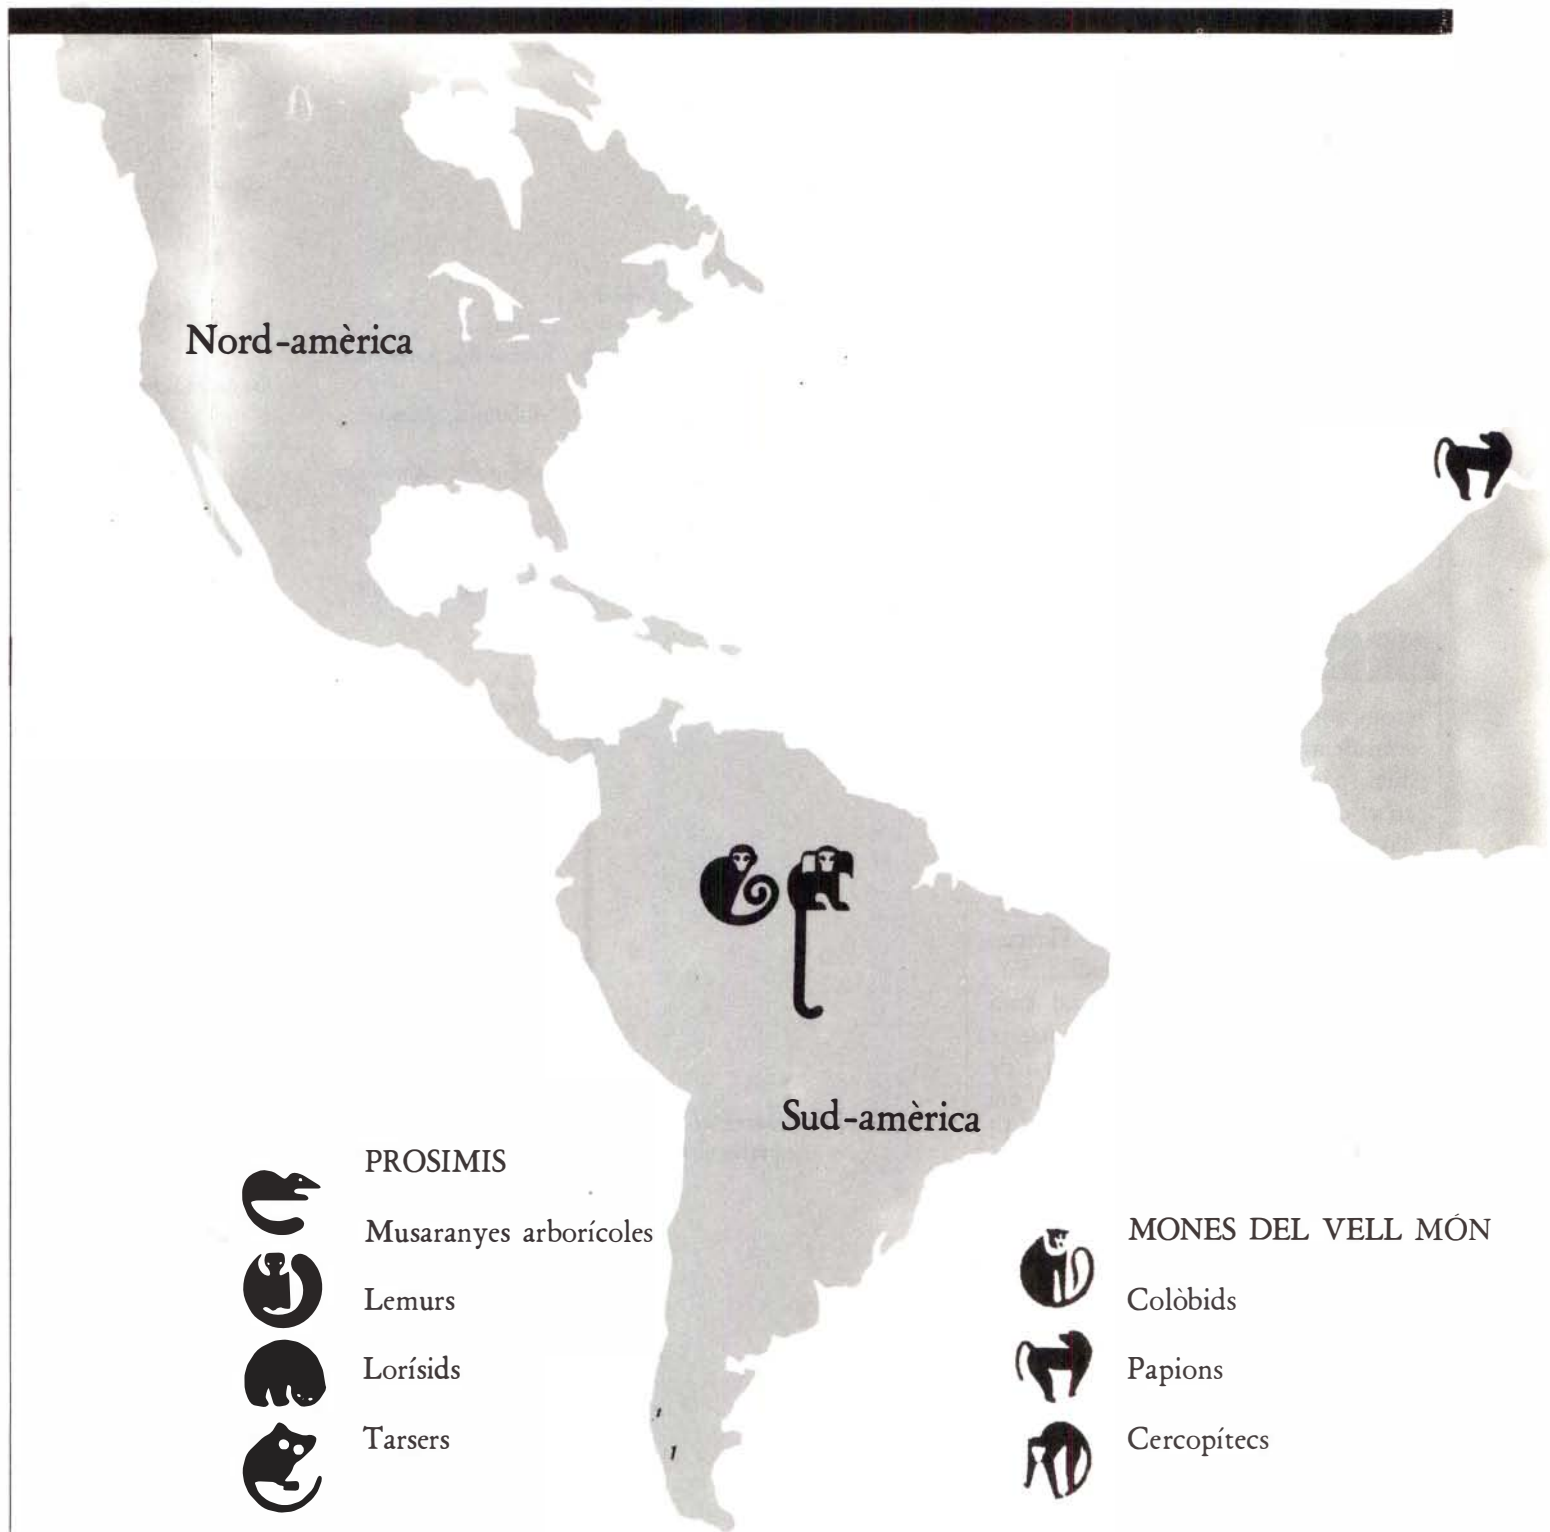 Nord-amèrica
Sud-amèrica
PROSIMIS
Musaranyes arborícoles
Lemurs
Lorísids
Tarsers
MONES DEL VELL MÓN
Colòbids
Papions
Cercopítecs